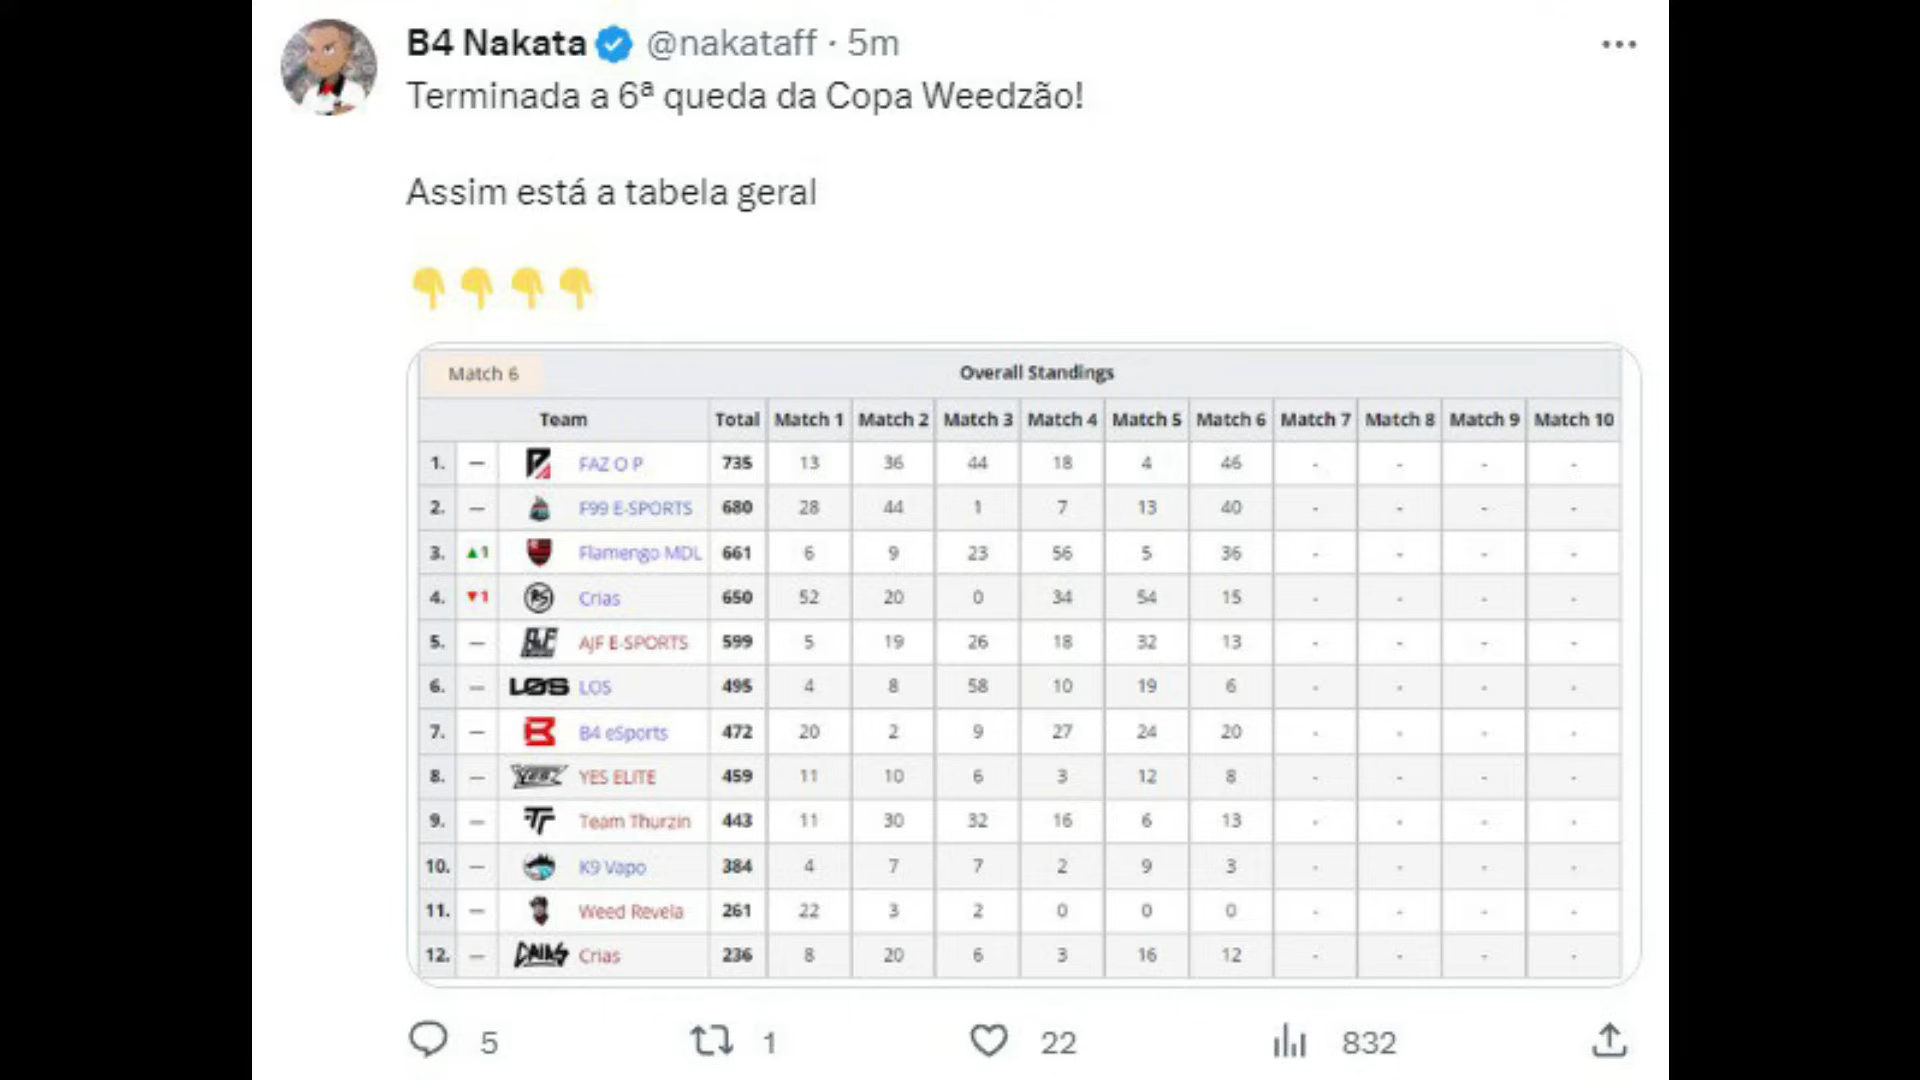 B4 Nakata @nakataff · 5m
Terminada a 6ª queda da Copa Weedzão!
Assim está a tabela geral
👇👇👇👇
Match 6 Overall Standings
Team Total Match 1 Match 2 Match 3 Match 4 Match 5 Match 6 Match 7 Match 8 Match 9 Match 10
1. — FAZ O P 735 13 36 44 18 4 46 - - - -
2. — F99 E-SPORTS 680 28 44 1 7 13 40 - - - -
3. ▲1 Flamengo MDL 661 6 9 23 56 5 36 - - - -
4. ▼1 Crias 650 52 20 0 34 54 15 - - - -
5. — AJF E-SPORTS 599 5 19 26 18 32 13 - - - -
6. — LOS LOS 495 4 8 58 10 19 6 - - - -
7. — B4 eSports 472 20 2 9 27 24 20 - - - -
8. — YES ELITE 459 11 10 6 3 12 8 - - - -
9. — Team Thurzin 443 11 30 32 16 6 13 - - - -
10. — K9 Vapo 384 4 7 7 2 9 3 - - - -
11. — Weed Revela 261 22 3 2 0 0 0 - - - -
12. — CRIAS Crias 236 8 20 6 3 16 12 - - - -
5 1 22 832